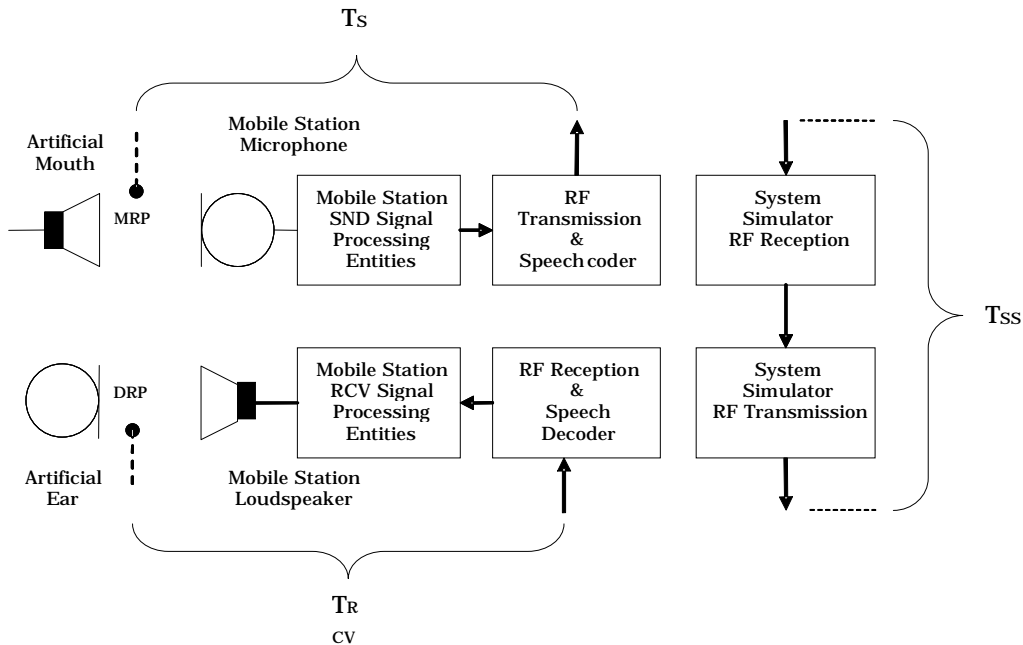 TS
Artificial
Mouth
Mobile Station
Microphone
MRP
Mobile Station
SND Signal
Processing
Entities
RF
Transmission
&
Speech coder
System
Simulator
RF Reception
TSS
DRP
Mobile Station
RCV Signal
Processing
Entities
RF Reception
&
Speech
Decoder
System
Simulator
RF Transmission
Artificial
Ear
Mobile Station
Loudspeaker
TR
CV